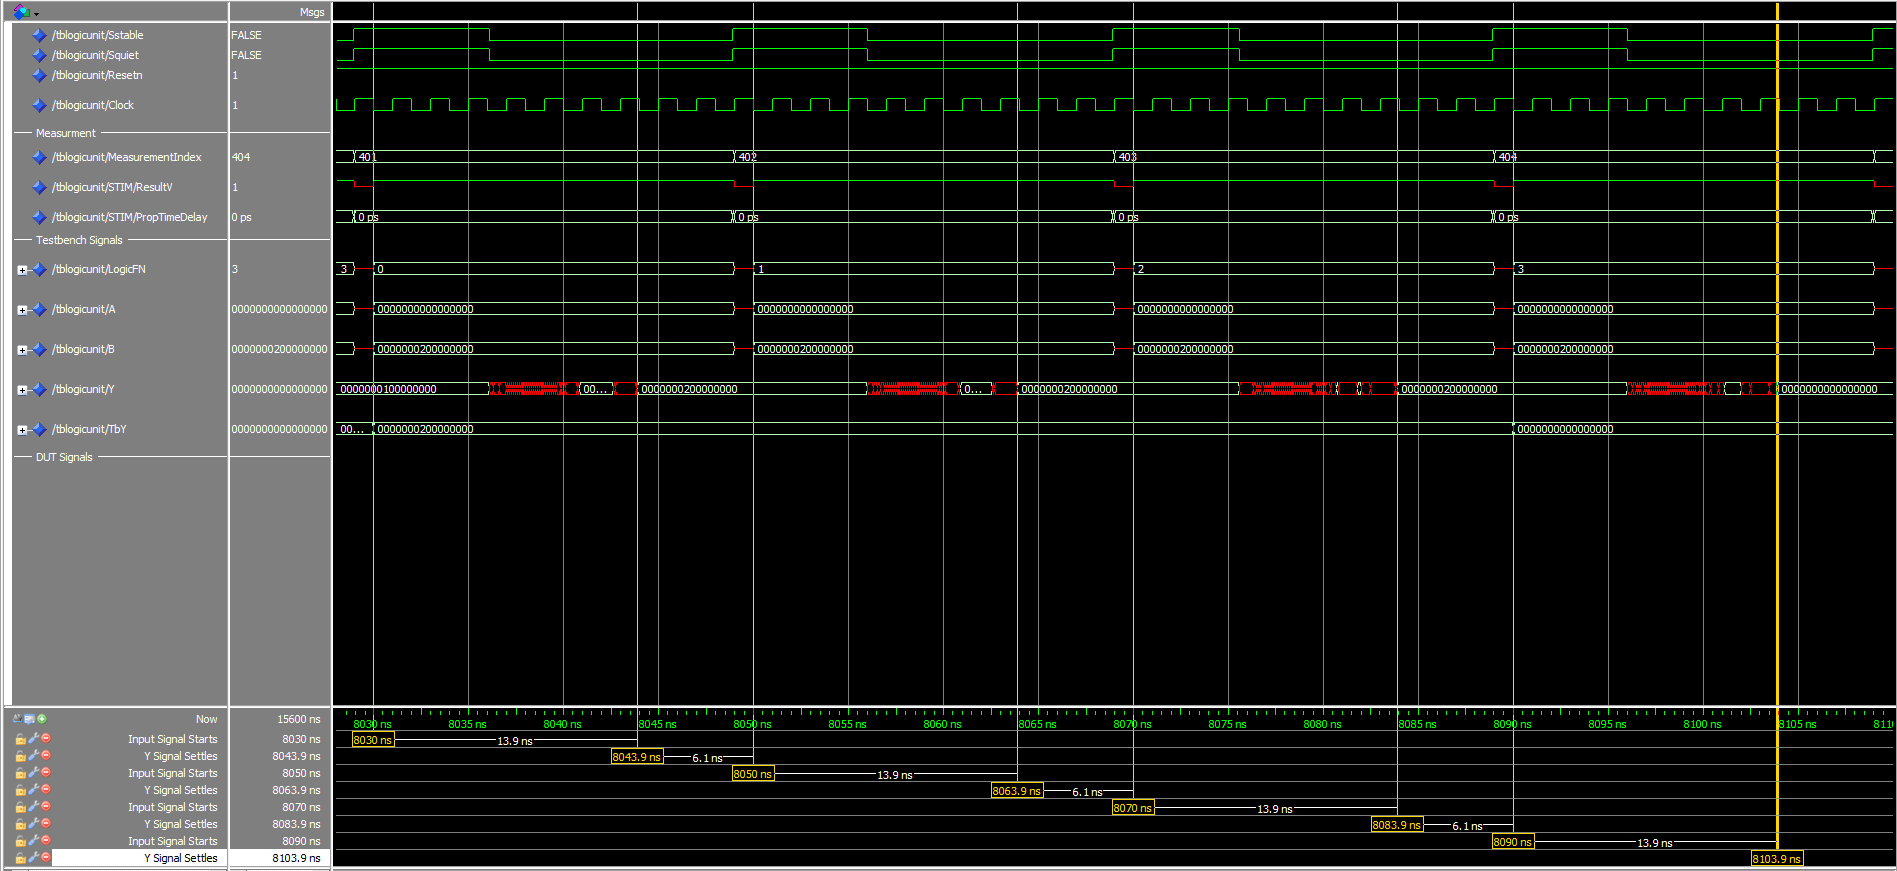 Msgs
/tblogicunit/Sstable FALSE
/tblogicunit/Squiet FALSE
/tblogicunit/Resetn 1
/tblogicunit/Clock 1
Measurment
/tblogicunit/MeasurementIndex 404 401 402 403 404
/tblogicunit/STIM/ResultV 1
/tblogicunit/STIM/PropTimeDelay 0 ps 0 ps 0 ps 0 ps 0 ps
Testbench Signals
/tblogicunit/LogicFN 3 3 0 1 2 3
/tblogicunit/A 0000000000000000 0000000000000000 0000000000000000 0000000000000000 0000000000000000
/tblogicunit/B 0000000200000000 0000000200000000 0000000200000000 0000000200000000 0000000200000000
/tblogicunit/Y 0000000000000000 0000000100000000 00... 0000000200000000 0... 0000000200000000 0000000200000000 0000000000000000
/tblogicunit/TbY 0000000000000000 00... 0000000200000000 0000000000000000
DUT Signals
Now 15600 ns 8030 ns 8035 ns 8040 ns 8045 ns 8050 ns 8055 ns 8060 ns 8065 ns 8070 ns 8075 ns 8080 ns 8085 ns 8090 ns 8095 ns 8100 ns 8105 ns 811
Input Signal Starts 8030 ns 8030 ns 13.9 ns
Y Signal Settles 8043.9 ns 8043.9 ns 6.1 ns
Input Signal Starts 8050 ns 8050 ns 13.9 ns
Y Signal Settles 8063.9 ns 8063.9 ns 6.1 ns
Input Signal Starts 8070 ns 8070 ns 13.9 ns
Y Signal Settles 8083.9 ns 8083.9 ns 6.1 ns
Input Signal Starts 8090 ns 8090 ns 13.9 ns
Y Signal Settles 8103.9 ns 8103.9 ns